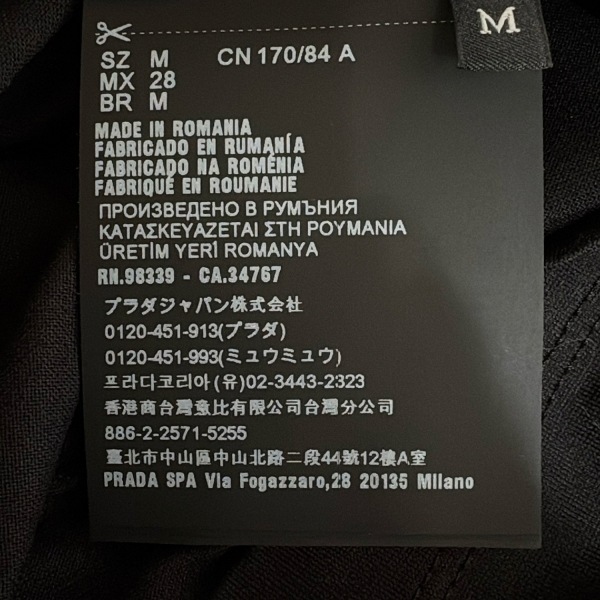 M
SZ M CN 170/84 A
MX 28
BR M
MADE IN ROMANIA
FABRICADO EN RUMANÍA
FABRICADO NA ROMÉNIA
FABRIQUÉ EN ROUMANIE
ПРОИЗВЕДЕНО В РУМЪНИЯ
ΚΑΤΑΣΚΕΥΑΖΕΤΑΙ ΣΤΗ ΡΟΥΜΑΝΙΑ
ÜRETİM YERİ ROMANYA
RN.98339 - CA.34767
プラダジャパン株式会社
0120-451-913(プラダ)
0120-451-993(ミュウミュウ)
프라다코리아(유)02-3443-2323
香港商台灣意比有限公司台灣分公司
886-2-2571-5255
臺北市中山區中山北路二段44號12樓A室
PRADA SPA Via Fogazzaro,28 20135 Milano